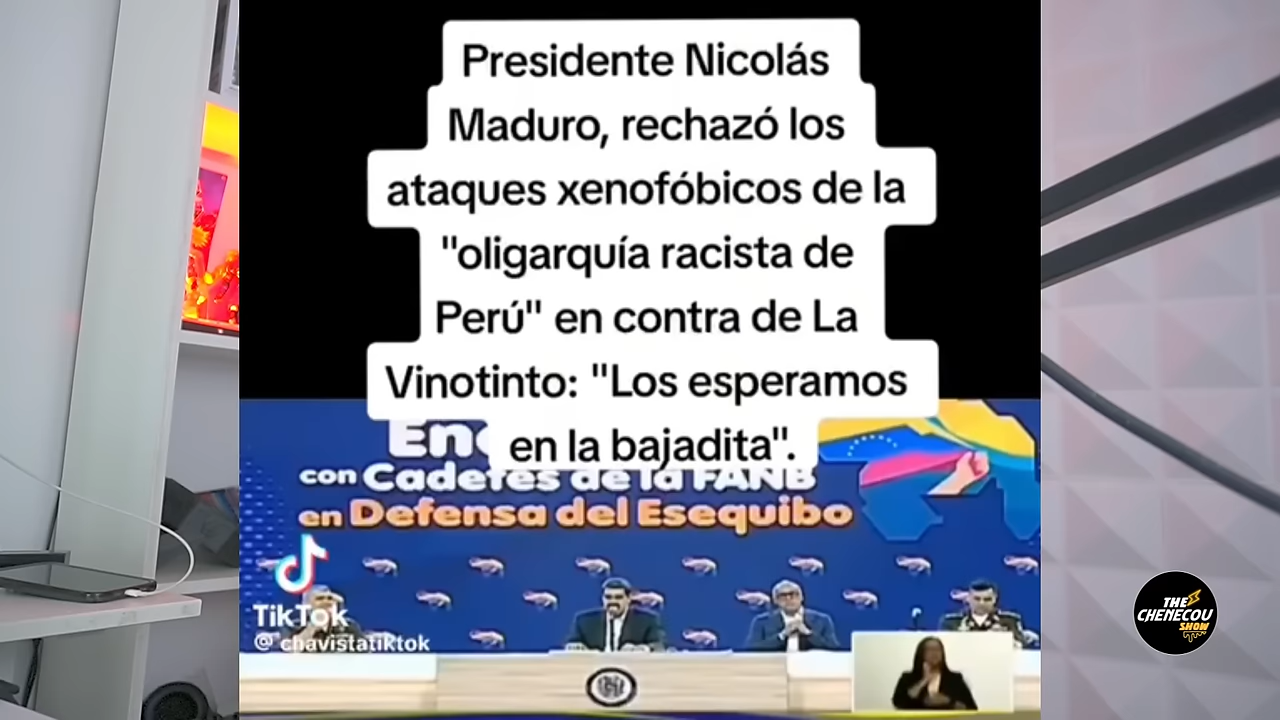 Presidente Nicolás
Maduro, rechazó los
ataques xenofóbicos de la
"oligarquía racista de
Perú" en contra de La
Vinotinto: "Los esperamos
en la bajadita".
con Cadetes de la FANB
en Defensa del Esequibo
TikTok
@chavistatiktok
THE
CHENECOU
SHOW